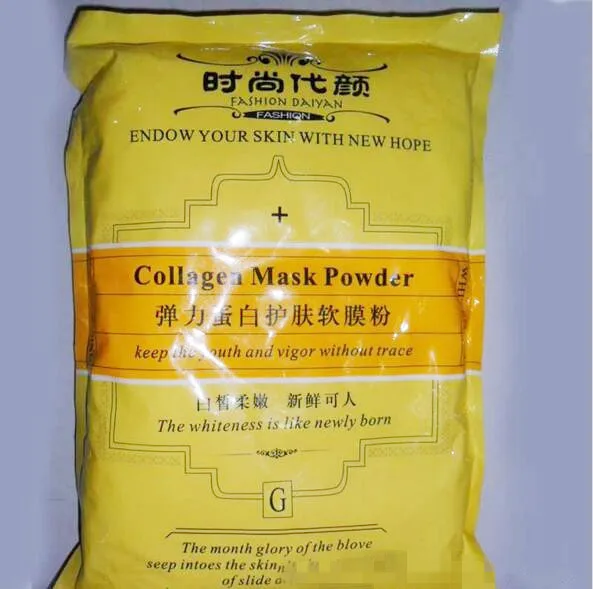 时尚代颜
FASHION DAIYAN
FASHION
ENDOW YOUR SKIN WITH NEW HOPE
+
Collagen Mask Powder
弹力蛋白护肤软膜粉
keep the youth and vigor without trace
白皙柔嫩 新鲜可人
The whiteness is like newly born
G
The month glory of the blove
seep intoes the skin
of slide
WHI